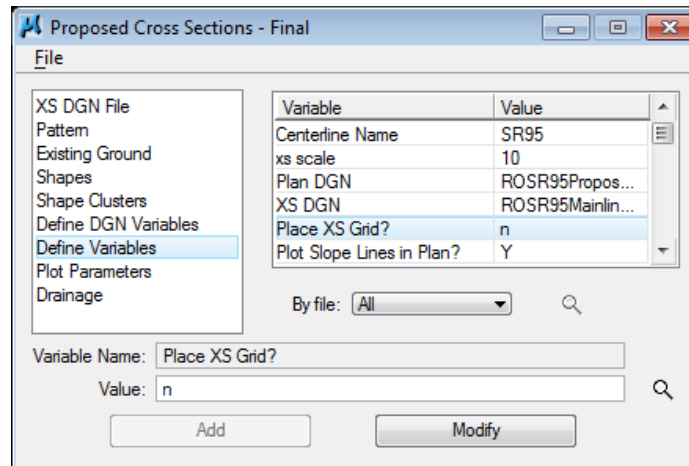 Proposed Cross Sections - Final
File
XS DGN File
Pattern
Existing Ground
Shapes
Shape Clusters
Define DGN Variables
Define Variables
Plot Parameters
Drainage
Variable Value
Centerline Name SR95
xs scale 10
Plan DGN ROSR95Propos...
XS DGN ROSR95Mainlin...
Place XS Grid? n
Plot Slope Lines in Plan? Y
By file: All
Variable Name: Place XS Grid?
Value: n
Add Modify